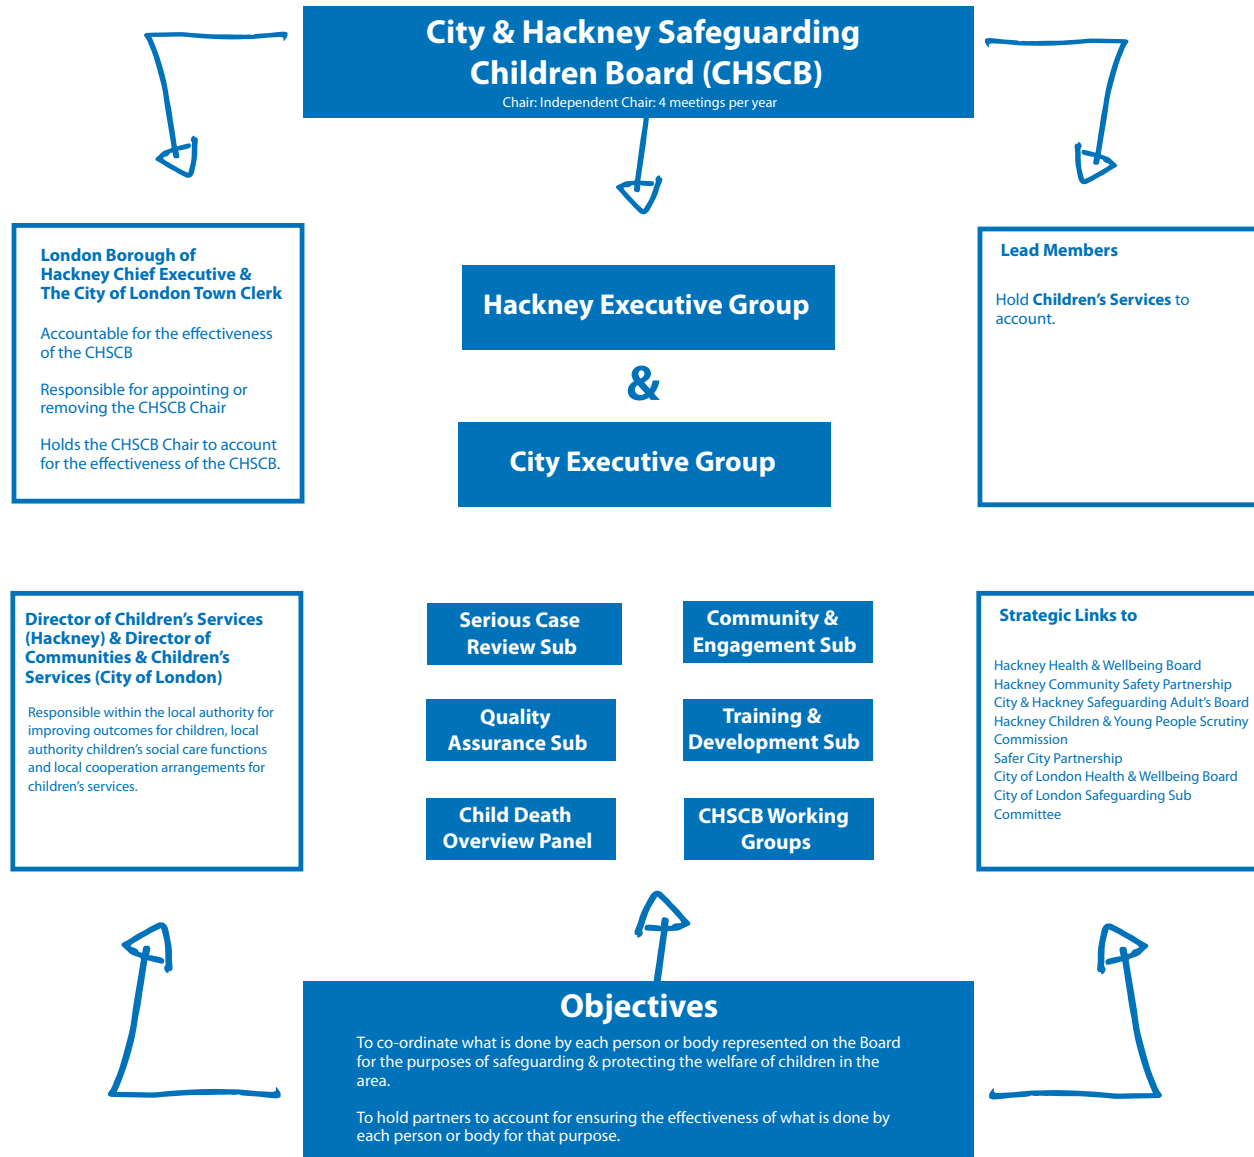 City & Hackney Safeguarding
Children Board (CHSCB)
Chair: Independent Chair: 4 meetings per year
London Borough of
Hackney Chief Executive &
The City of London Town Clerk
Accountable for the effectiveness
of the CHSCB
Responsible for appointing or
removing the CHSCB Chair
Holds the CHSCB Chair to account
for the effectiveness of the CHSCB.
Hackney Executive Group
&
City Executive Group
Lead Members
Hold Children’s Services to
account.
Director of Children’s Services
(Hackney) & Director of
Communities & Children’s
Services (City of London)
Responsible within the local authority for
improving outcomes for children, local
authority children’s social care functions
and local cooperation arrangements for
children’s services.
Serious Case
Review Sub
Community &
Engagement Sub
Quality
Assurance Sub
Training &
Development Sub
Child Death
Overview Panel
CHSCB Working
Groups
Strategic Links to
Hackney Health & Wellbeing Board
Hackney Community Safety Partnership
City & Hackney Safeguarding Adult’s Board
Hackney Children & Young People Scrutiny
Commission
Safer City Partnership
City of London Health & Wellbeing Board
City of London Safeguarding Sub
Committee
Objectives
To co-ordinate what is done by each person or body represented on the Board
for the purposes of safeguarding & protecting the welfare of children in the
area.
To hold partners to account for ensuring the effectiveness of what is done by
each person or body for that purpose.